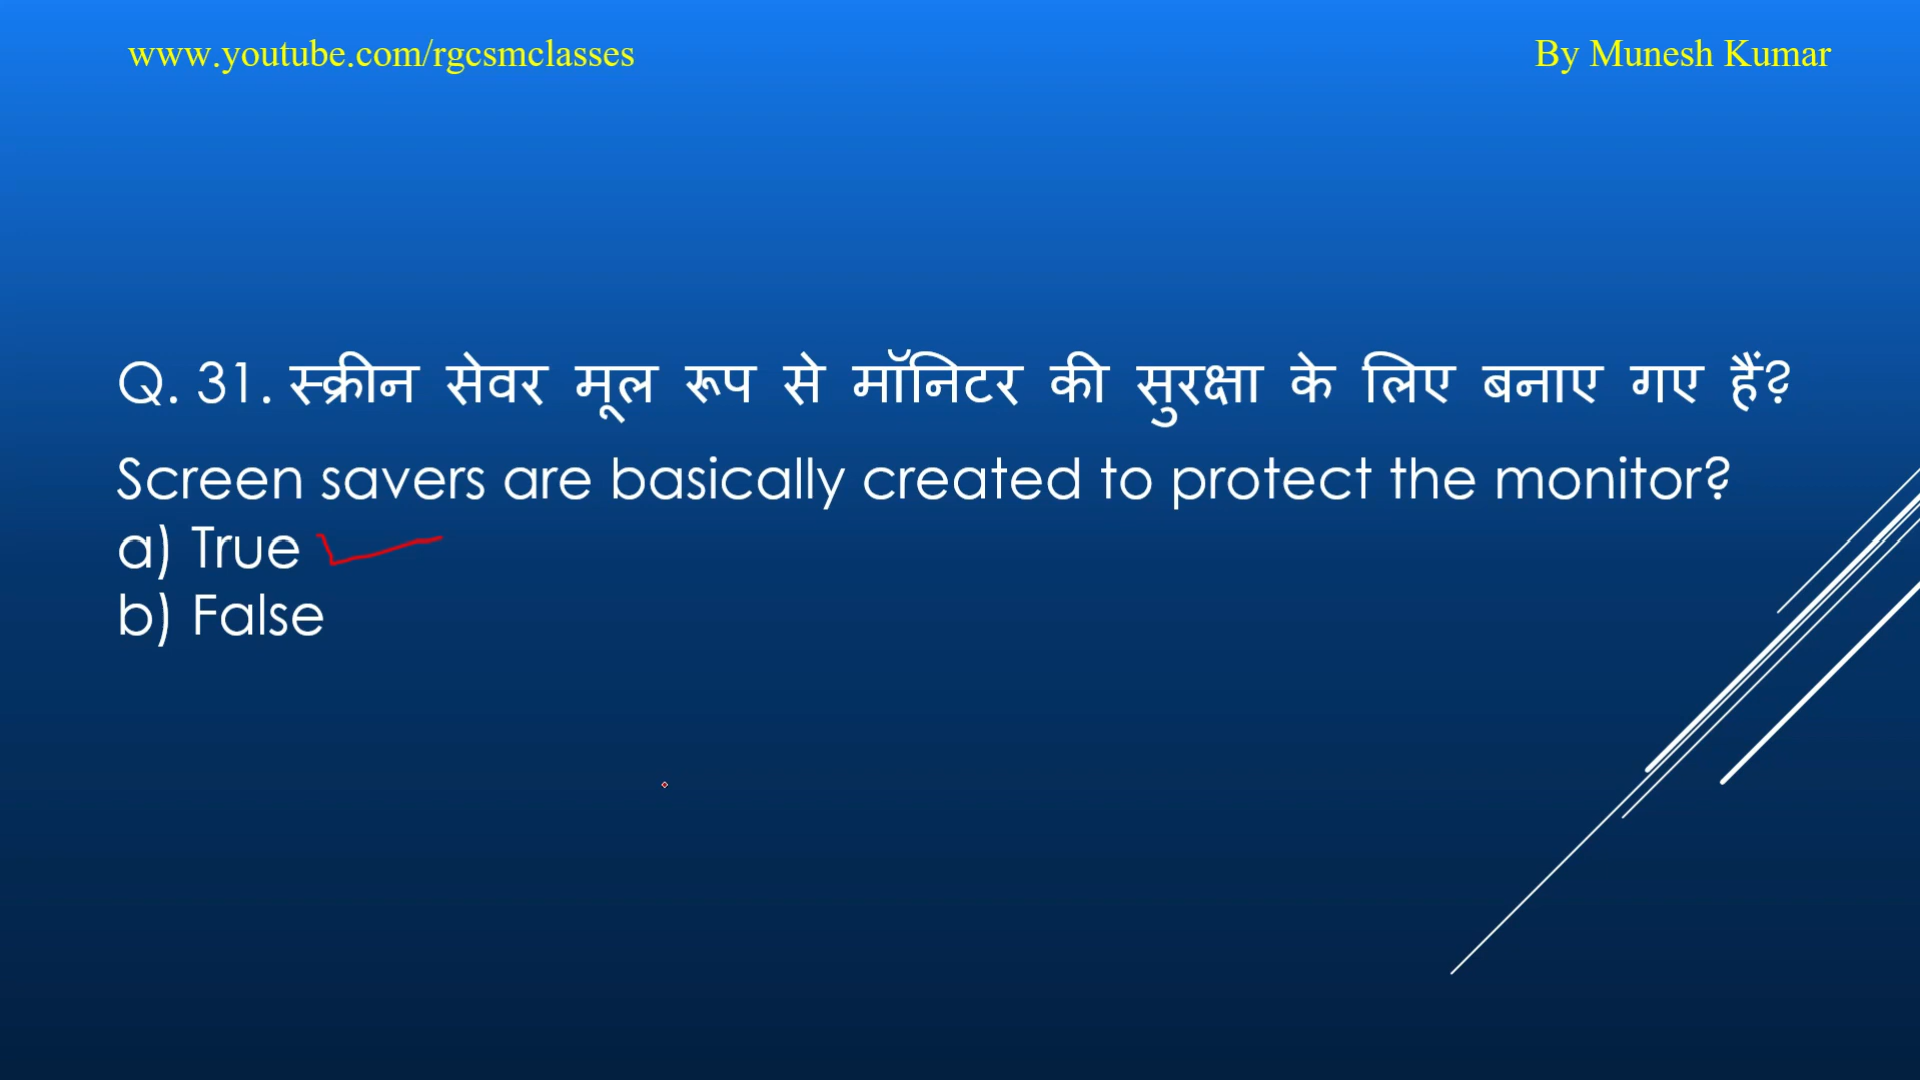 www.youtube.com/rgcsmclasses
By Munesh Kumar
Q. 31. स्क्रीन सेवर मूल रूप से मॉनिटर की सुरक्षा के लिए बनाए गए हैं?
Screen savers are basically created to protect the monitor?
a) True
b) False